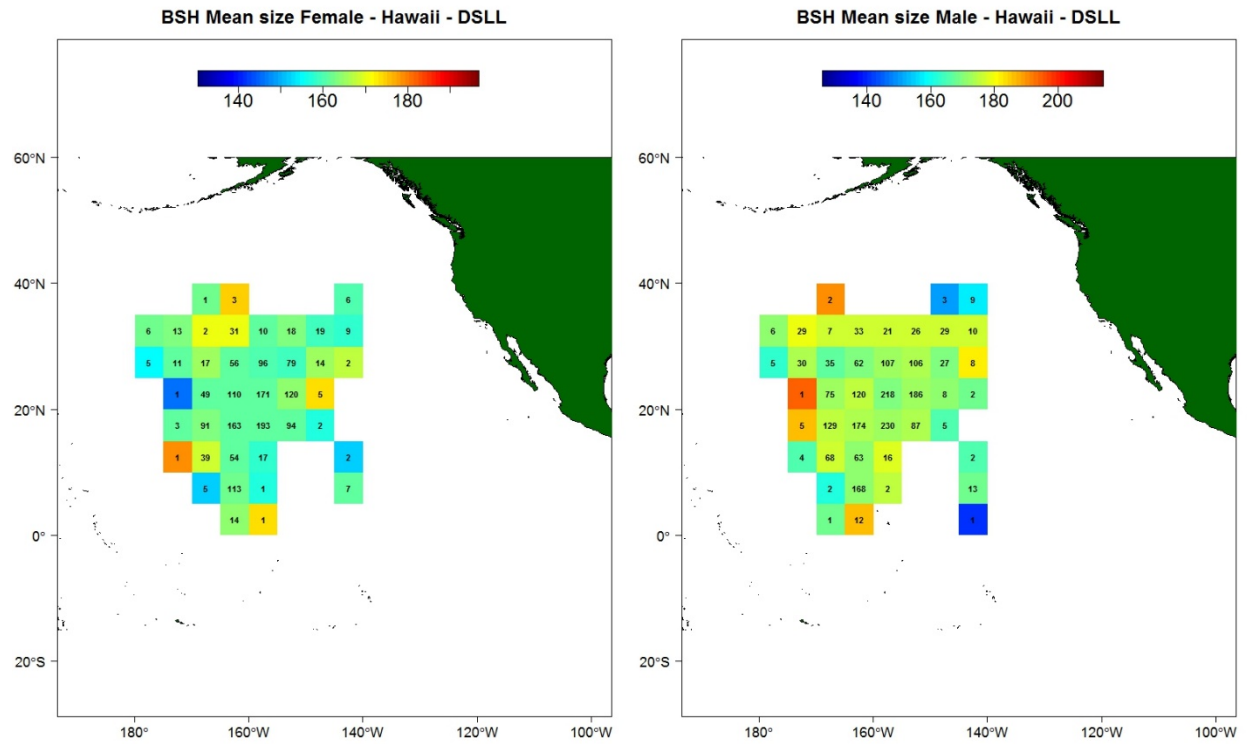 BSH Mean size Female - Hawaii - DSLL
140 160 180
60°N
40°N
20°N
0°
20°S
1 3 6
6 13 2 31 10 18 19 9
5 11 17 56 96 79 14 2
1 49 110 171 120 5
3 91 163 193 94 2
1 39 54 17 2
5 113 1 7
14 1
180° 160°W 140°W 120°W 100°W
BSH Mean size Male - Hawaii - DSLL
140 160 180 200
60°N
40°N
20°N
0°
20°S
2 3 9
6 29 7 33 21 26 29 10
5 30 35 62 107 106 27 8
1 75 120 218 186 8 2
5 129 174 230 87 5
4 68 63 16 2
2 168 2 13
1 12 1
180° 160°W 140°W 120°W 100°W